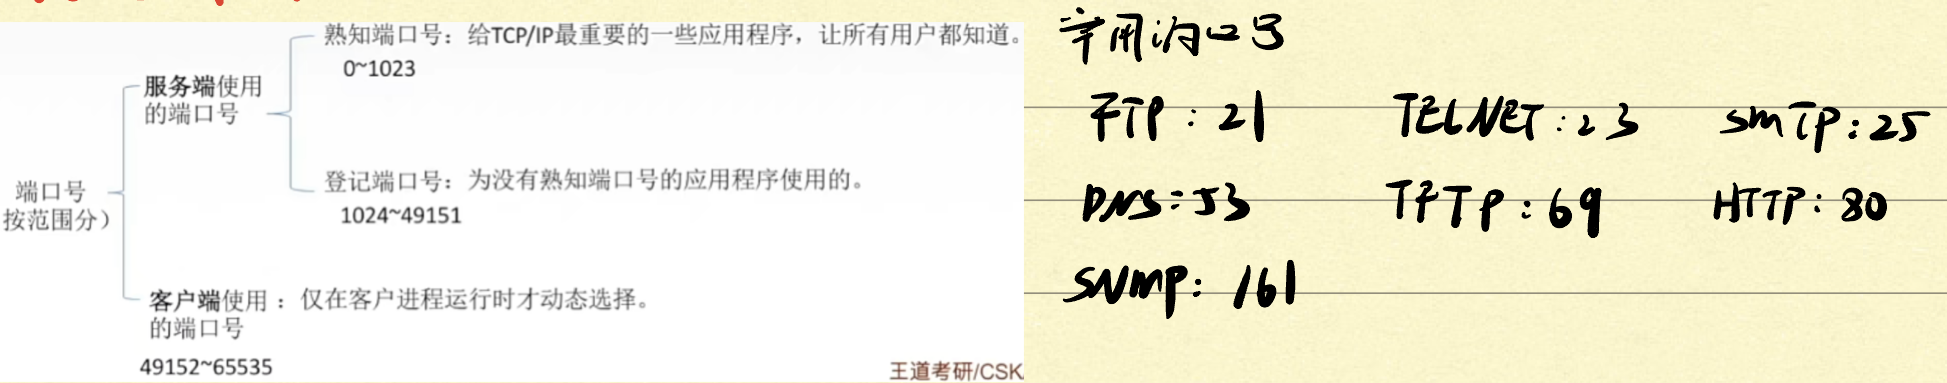 熟知端口号：给TCP/IP最重要的一些应用程序，让所有用户都知道。
0~1023
服务端使用
的端口号
登记端口号：为没有熟知端口号的应用程序使用的。
1024~49151
端口号
按范围分）
客户端使用：仅在客户进程运行时才动态选择。
的端口号
49152~65535
王道考研/CSK
常用端口号
FTP：21 TELNET：23 SMTP：25
DNS：53 TFTP：69 HTTP：80
SNMP：161